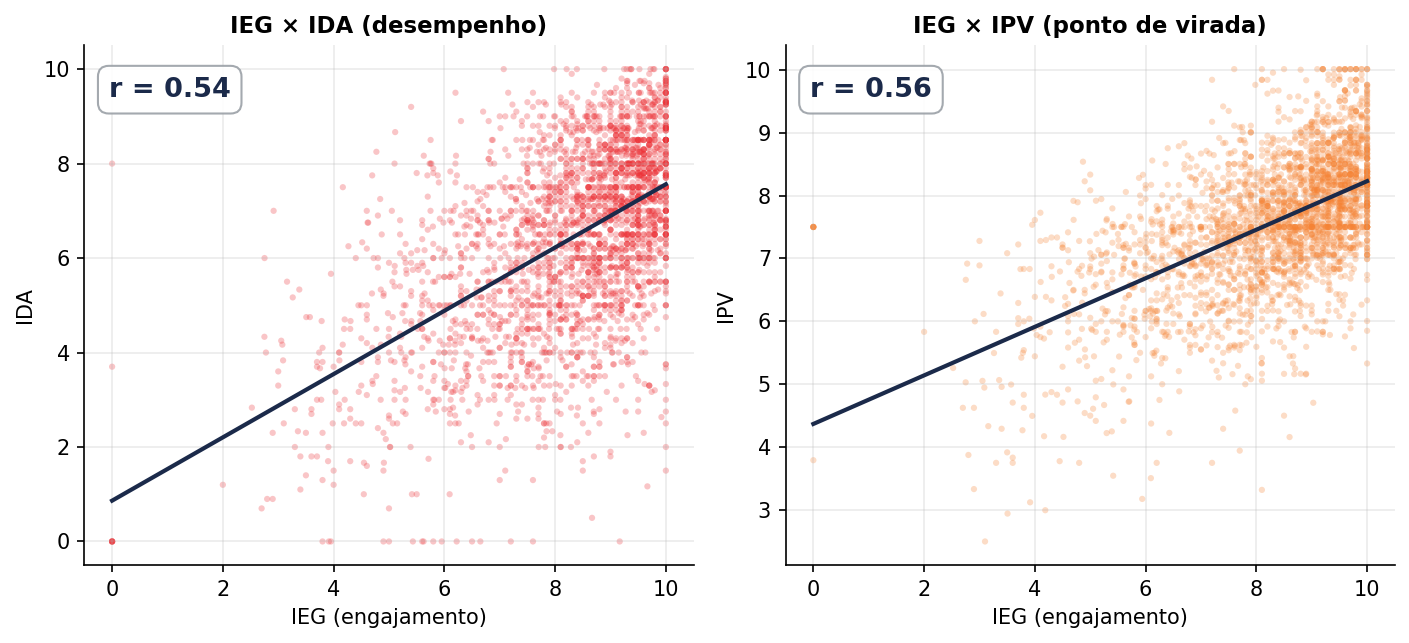 IEG × IDA (desempenho)
r = 0.54
10
8
6
4
2
0
IDA
0 2 4 6 8 10
IEG (engajamento)
IEG × IPV (ponto de virada)
r = 0.56
10
9
8
7
6
5
4
3
IPV
0 2 4 6 8 10
IEG (engajamento)